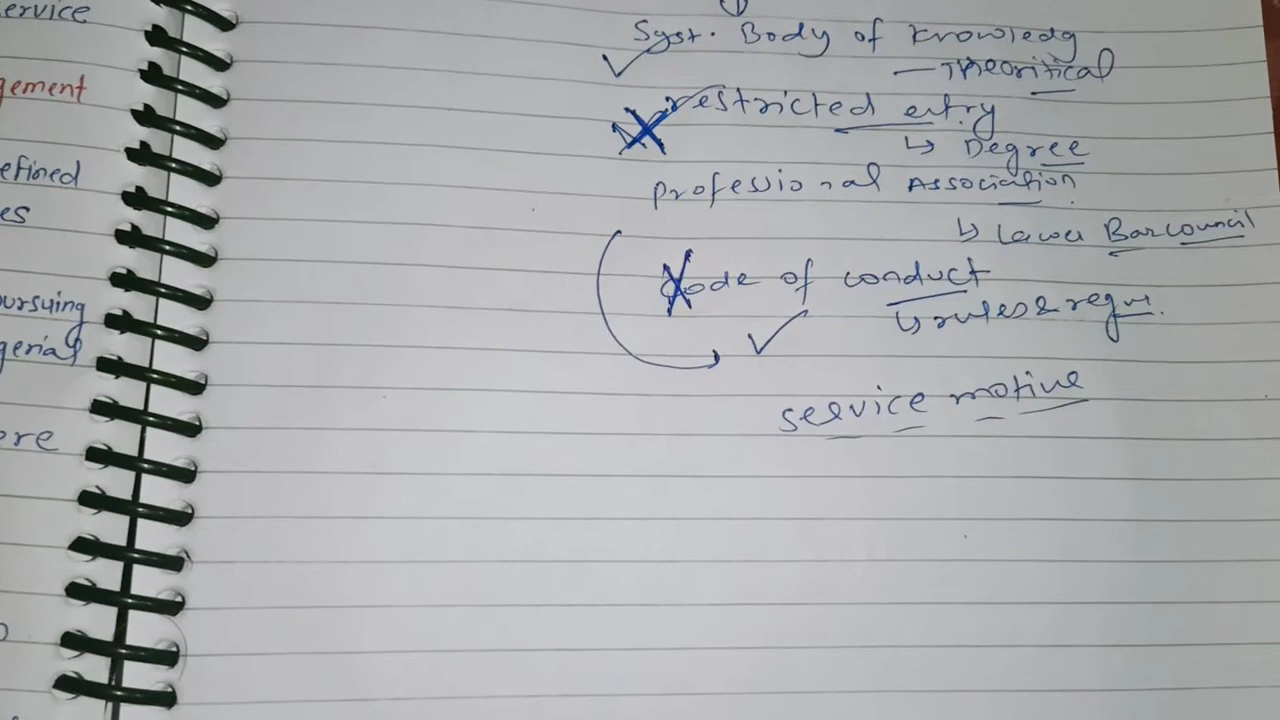 ervice
gement
efined
es
ursuing
gerial
ere
Syst. Body of knowledg
— Theoritical
restricted entry
↳ Degree
professional Association
↳ Lawer Barcouncil
code of conduct
↳ rules & regu.
service motive